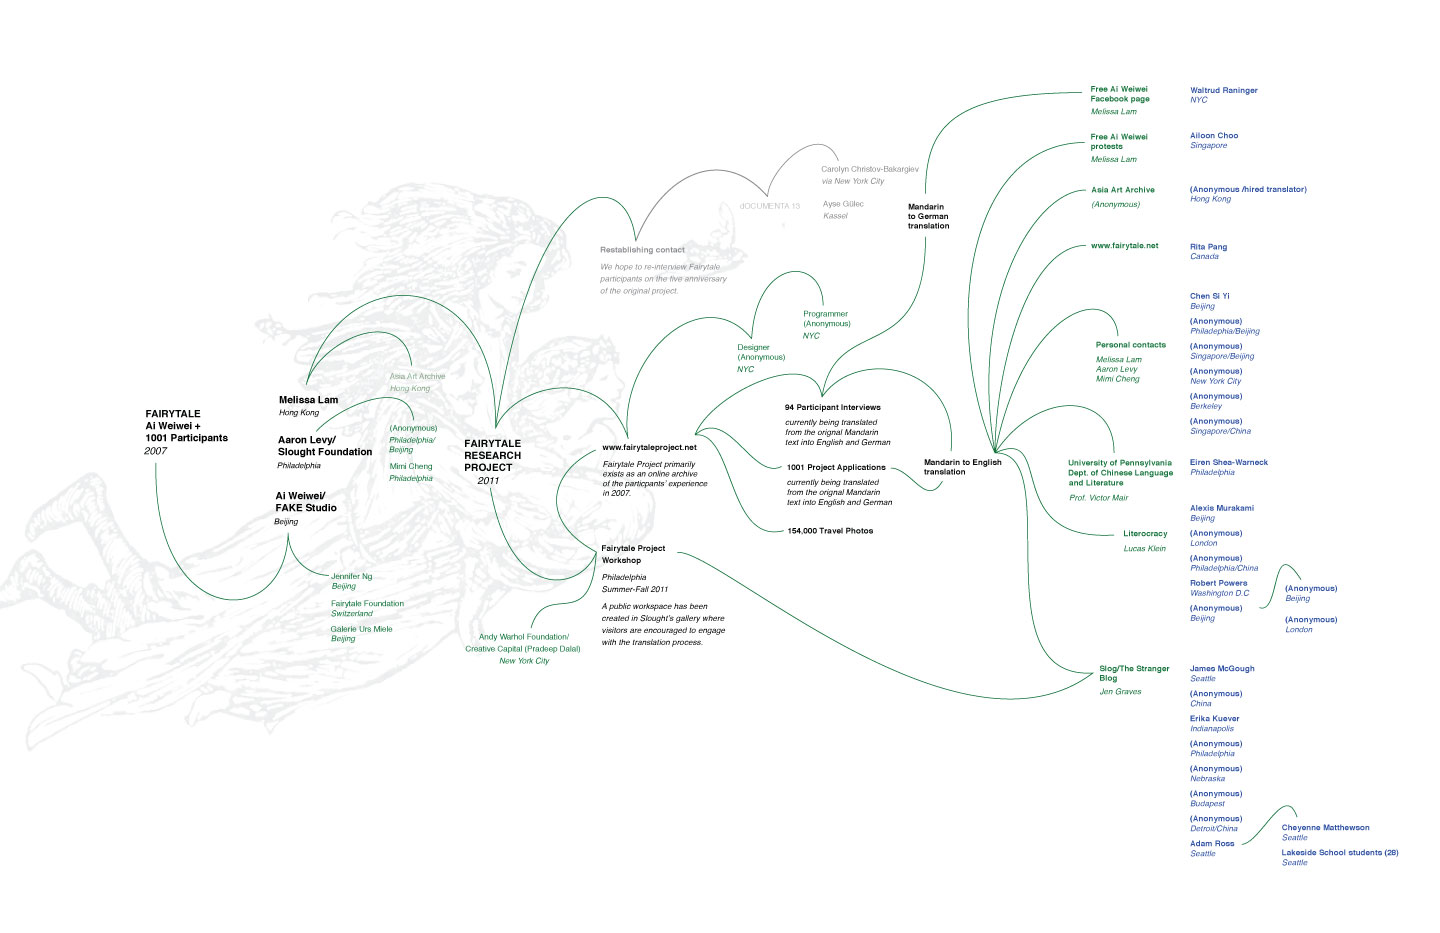 FAIRYTALE
Ai Weiwei +
1001 Participants
2007
Melissa Lam
Hong Kong
Aaron Levy/
Slought Foundation
Philadelphia
Ai Weiwei/
FAKE Studio
Beijing
Jennifer Ng
Beijing
Fairytale Foundation
Switzerland
Galerie Urs Miele
Beijing
Asia Art Archive
Hong Kong
(Anonymous)
Philadelphia/
Beijing
Mimi Cheng
Philadelphia
FAIRYTALE
RESEARCH
PROJECT
2011
Restablishing contact
We hope to re-interview Fairytale
participants on the five anniversary
of the original project.
dOCUMENTA 13
Carolyn Christov-Bakargiev
via New York City
Ayse Gülec
Kassel
Designer
(Anonymous)
NYC
Programmer
(Anonymous)
NYC
www.fairytaleproject.net
Fairytale Project primarily
exists as an online archive
of the particpants' experience
in 2007.
Fairytale Project
Workshop
Philadelphia
Summer-Fall 2011
A public workspace has been
created in Slought's gallery where
visitors are encouraged to engage
with the translation process.
Andy Warhol Foundation/
Creative Capital (Pradeep Dalal)
New York City
94 Participant Interviews
currently being translated
from the orignal Mandarin
text into English and German
1001 Project Applications
currently being translated
from the orignal Mandarin
text into English and German
154,000 Travel Photos
Mandarin
to German
translation
Mandarin to English
translation
Free Ai Weiwei
Facebook page
Melissa Lam
Waltrud Raninger
NYC
Free Ai Weiwei
protests
Melissa Lam
Ailoon Choo
Singapore
Asia Art Archive
(Anonymous)
(Anonymous /hired translator)
Hong Kong
www.fairytale.net
Rita Pang
Canada
Personal contacts
Melissa Lam
Aaron Levy
Mimi Cheng
Chen Si Yi
Beijing
(Anonymous)
Philadephia/Beijing
(Anonymous)
Singapore/Beijing
(Anonymous)
New York City
(Anonymous)
Berkeley
(Anonymous)
Singapore/China
University of Pennsylvania
Dept. of Chinese Language
and Literature
Prof. Victor Mair
Eiren Shea-Warneck
Philadelphia
Literocracy
Lucas Klein
Alexis Murakami
Beijing
(Anonymous)
London
(Anonymous)
Philadelphia/China
Robert Powers
Washington D.C
(Anonymous)
Beijing
(Anonymous)
Beijing
(Anonymous)
London
Slog/The Stranger
Blog
Jen Graves
James McGough
Seattle
(Anonymous)
China
Erika Kuever
Indianapolis
(Anonymous)
Philadelphia
(Anonymous)
Nebraska
(Anonymous)
Budapest
(Anonymous)
Detroit/China
Adam Ross
Seattle
Cheyenne Matthewson
Seattle
Lakeside School students (28)
Seattle